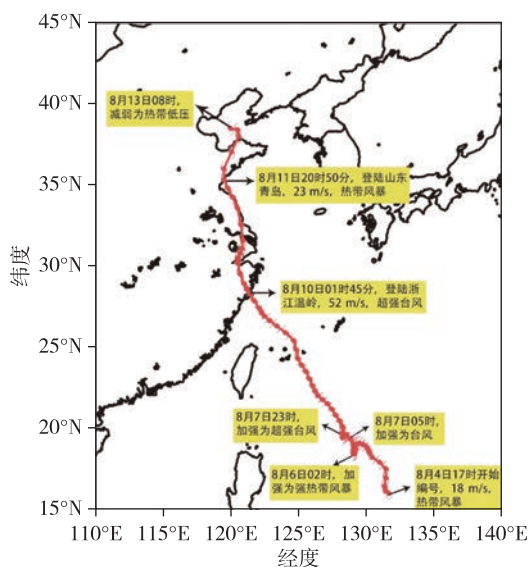 45°N
40°N
35°N
30°N
25°N
20°N
15°N
纬度
110°E
115°E
120°E
125°E
130°E
135°E
140°E
经度
8月13日08时，
减弱为热带低压
8月11日20时50分，登陆山东
青岛，23 m/s，热带风暴
8月10日01时45分，登陆浙
江温岭，52 m/s，超强台风
8月7日23时，
加强为超强台风
8月7日05时，
加强为台风
8月6日02时，加
强为强热带风暴
8月4日17时开始
编号，18 m/s，
热带风暴